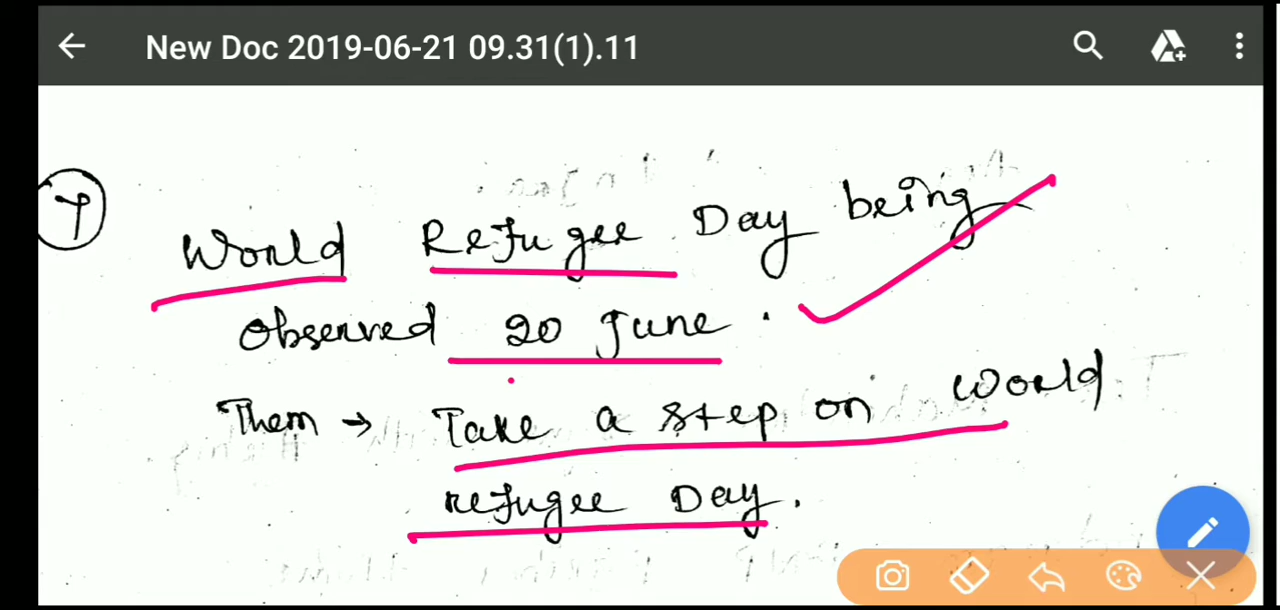 New Doc 2019-06-21 09.31(1).11
7
World Refugee Day being
observed 20 June.
Them → Take a step on World
refugee Day.